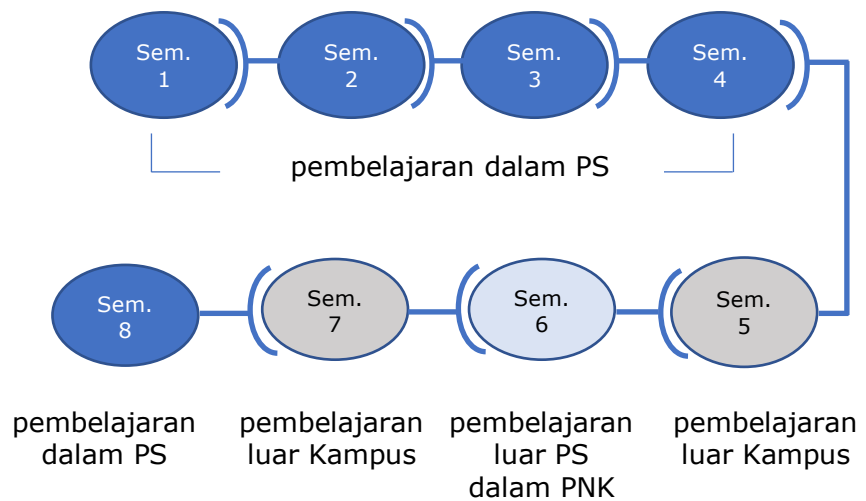 Sem.
1
Sem.
2
Sem.
3
Sem.
4
pembelajaran dalam PS
Sem.
8
Sem.
7
Sem.
6
Sem.
5
pembelajaran
dalam PS
pembelajaran
luar Kampus
pembelajaran
luar PS
dalam PNK
pembelajaran
luar Kampus